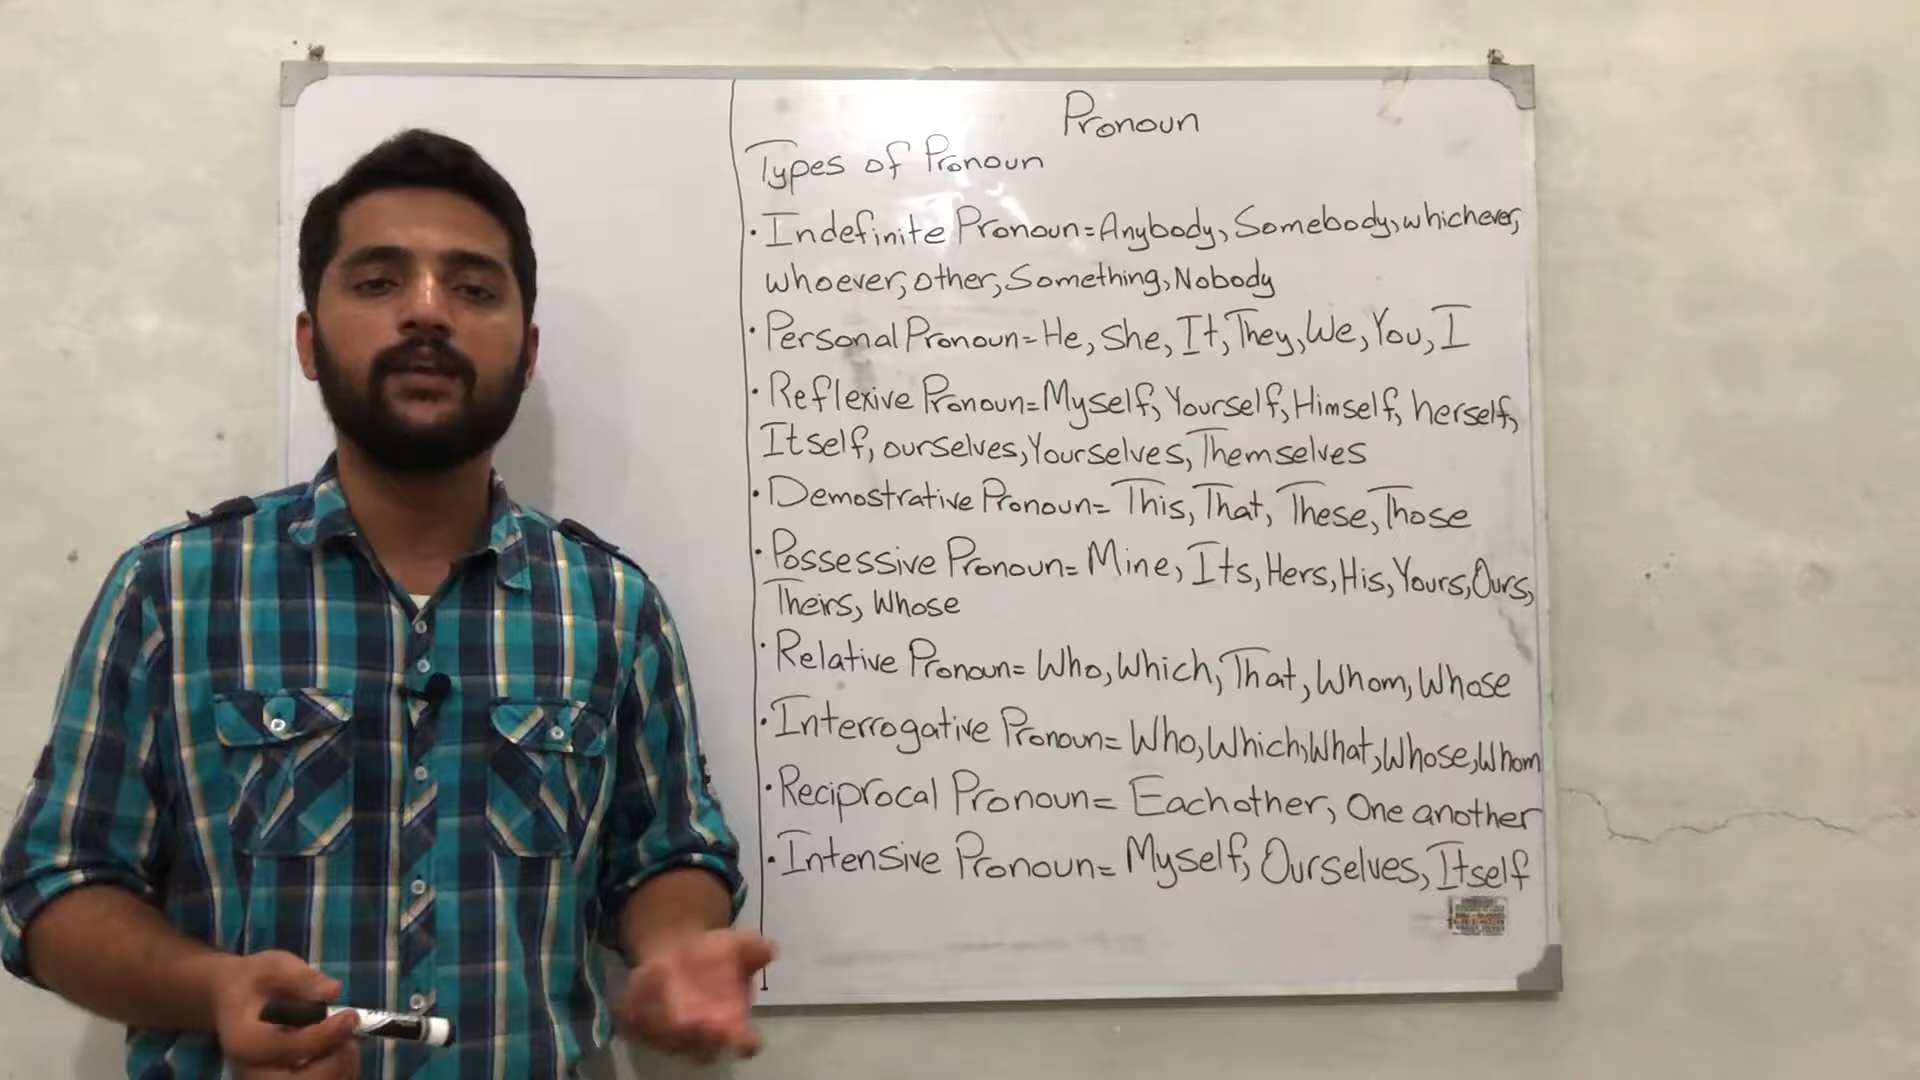 Pronoun
Types of Pronoun
• Indefinite Pronoun = Anybody, Somebody, whichever,
whoever, other, Something, Nobody
• Personal Pronoun = He, she, It, They, We, You, I
• Reflexive Pronoun = Myself, Yourself, Himself, herself,
Itself, ourselves, Yourselves, Themselves
• Demostrative Pronoun = This, That, These, Those
• Possessive Pronoun = Mine, Its, Hers, His, Yours, Ours,
Theirs, Whose
• Relative Pronoun = Who, Which, That, Whom, Whose
• Interrogative Pronoun = Who, Which, What, Whose, Whom
• Reciprocal Pronoun = Each other, One another
• Intensive Pronoun = Myself, Ourselves, Itself